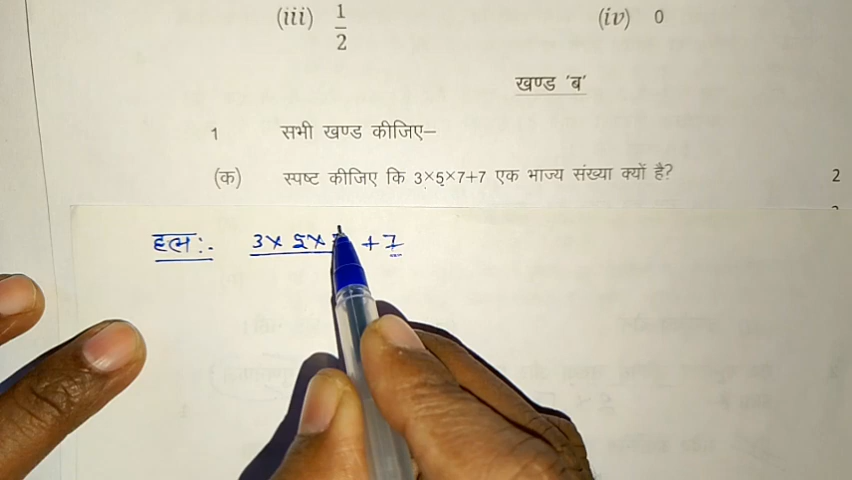 (iii) 1/2 (iv) 0
खण्ड 'ब'
1 सभी खण्ड कीजिए–
(क) स्पष्ट कीजिए कि 3×5×7+7 एक भाज्य संख्या क्यों है? 2
हल :- 3 × 5 × + 7